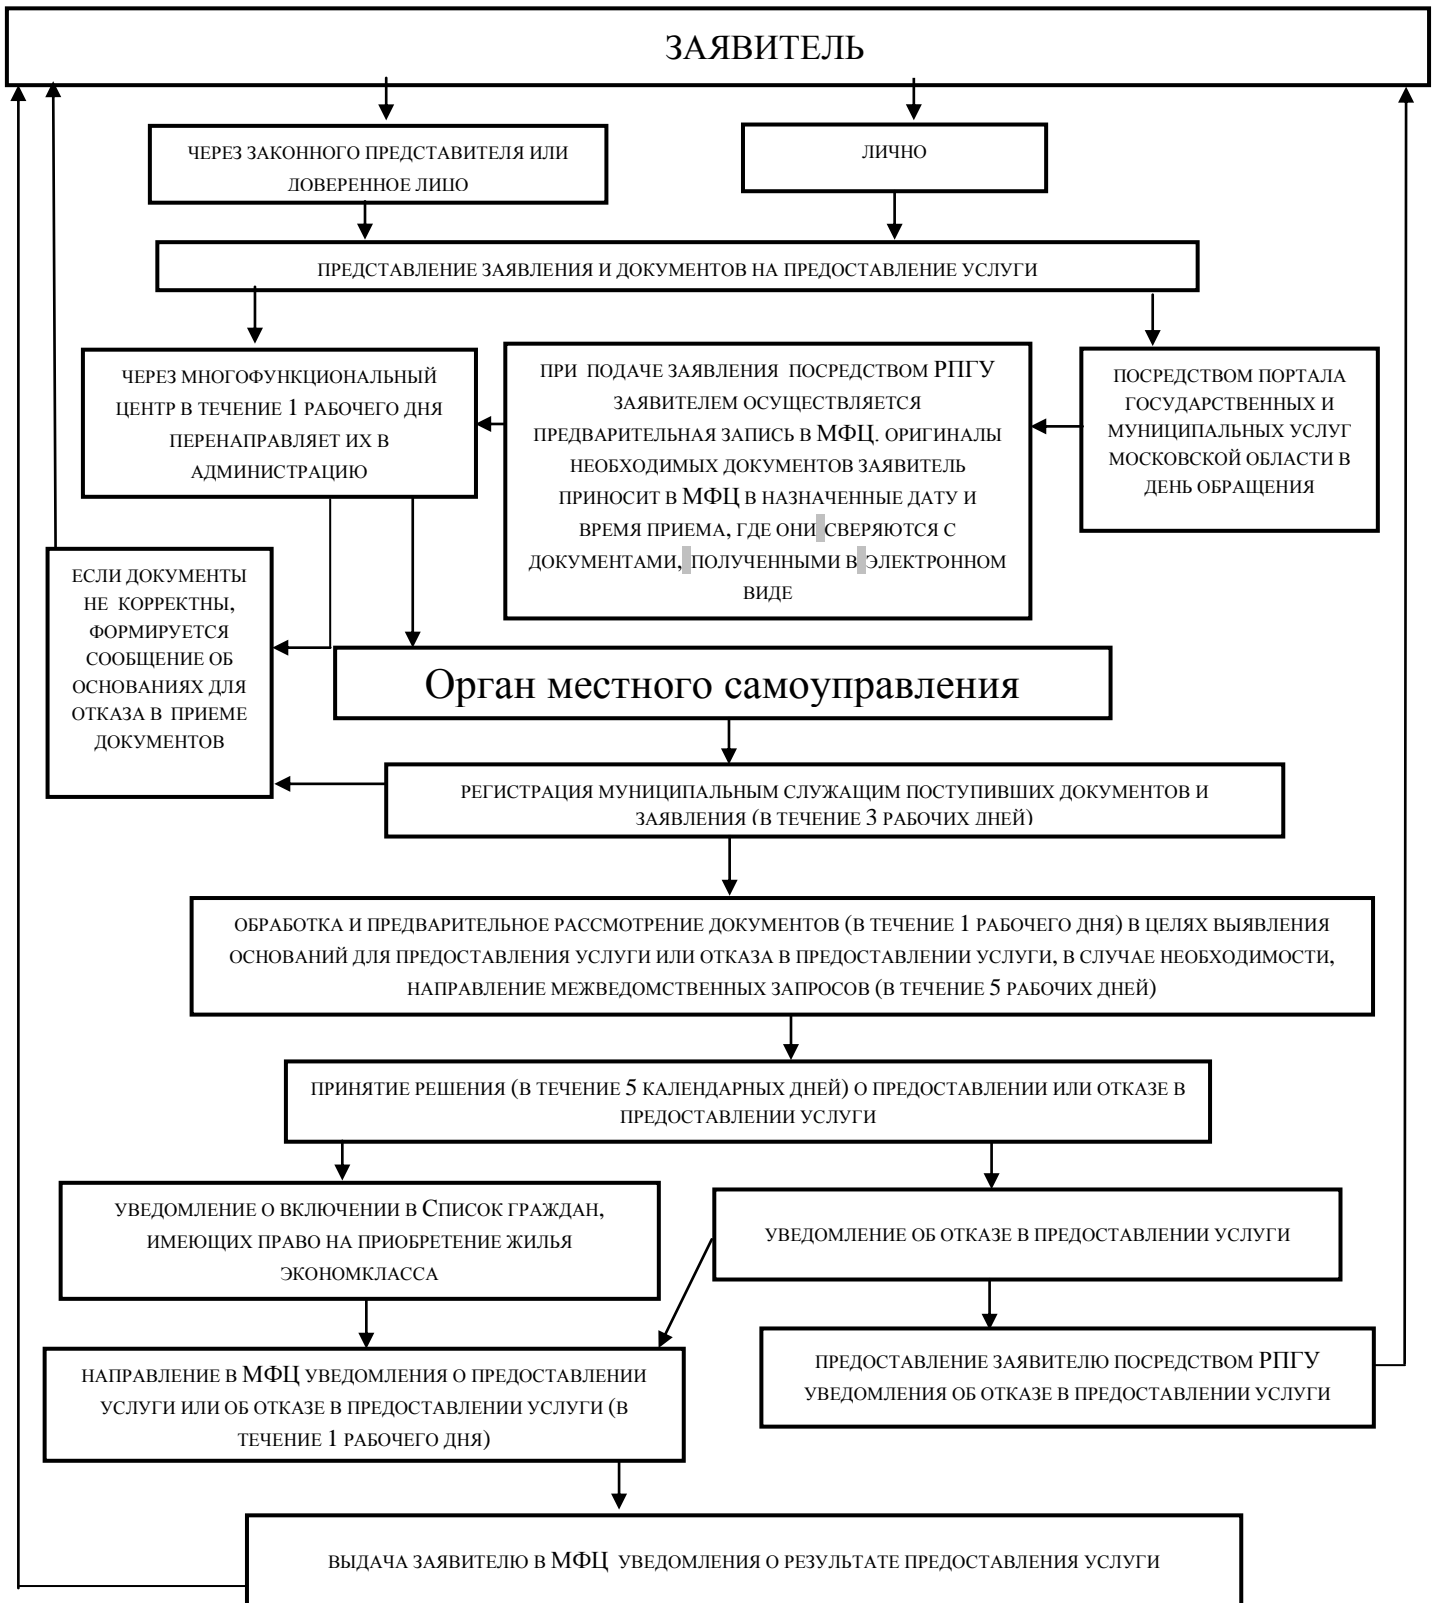 ЗАЯВИТЕЛЬ
ЧЕРЕЗ ЗАКОННОГО ПРЕДСТАВИТЕЛЯ ИЛИ
ДОВЕРЕННОЕ ЛИЦО
ЛИЧНО
ПРЕДСТАВЛЕНИЕ ЗАЯВЛЕНИЯ И ДОКУМЕНТОВ НА ПРЕДОСТАВЛЕНИЕ УСЛУГИ
ЧЕРЕЗ МНОГОФУНКЦИОНАЛЬНЫЙ
ЦЕНТР В ТЕЧЕНИЕ 1 РАБОЧЕГО ДНЯ
ПЕРЕНАПРАВЛЯЕТ ИХ В
АДМИНИСТРАЦИЮ
ПРИ ПОДАЧЕ ЗАЯВЛЕНИЯ ПОСРЕДСТВОМ РПГУ
ЗАЯВИТЕЛЕМ ОСУЩЕСТВЛЯЕТСЯ
ПРЕДВАРИТЕЛЬНАЯ ЗАПИСЬ В МФЦ. ОРИГИНАЛЫ
НЕОБХОДИМЫХ ДОКУМЕНТОВ ЗАЯВИТЕЛЬ
ПРИНОСИТ В МФЦ В НАЗНАЧЕННЫЕ ДАТУ И
ВРЕМЯ ПРИЕМА, ГДЕ ОНИ СВЕРЯЮТСЯ С
ДОКУМЕНТАМИ, ПОЛУЧЕННЫМИ В ЭЛЕКТРОННОМ
ВИДЕ
ПОСРЕДСТВОМ ПОРТАЛА
ГОСУДАРСТВЕННЫХ И
МУНИЦИПАЛЬНЫХ УСЛУГ
МОСКОВСКОЙ ОБЛАСТИ В
ДЕНЬ ОБРАЩЕНИЯ
ЕСЛИ ДОКУМЕНТЫ
НЕ КОРРЕКТНЫ,
ФОРМИРУЕТСЯ
СООБЩЕНИЕ ОБ
ОСНОВАНИЯХ ДЛЯ
ОТКАЗА В ПРИЕМЕ
ДОКУМЕНТОВ
Орган местного самоуправления
РЕГИСТРАЦИЯ МУНИЦИПАЛЬНЫМ СЛУЖАЩИМ ПОСТУПИВШИХ ДОКУМЕНТОВ И
ЗАЯВЛЕНИЯ (В ТЕЧЕНИЕ 3 РАБОЧИХ ДНЕЙ)
ОБРАБОТКА И ПРЕДВАРИТЕЛЬНОЕ РАССМОТРЕНИЕ ДОКУМЕНТОВ (В ТЕЧЕНИЕ 1 РАБОЧЕГО ДНЯ) В ЦЕЛЯХ ВЫЯВЛЕНИЯ
ОСНОВАНИЙ ДЛЯ ПРЕДОСТАВЛЕНИЯ УСЛУГИ ИЛИ ОТКАЗА В ПРЕДОСТАВЛЕНИИ УСЛУГИ, В СЛУЧАЕ НЕОБХОДИМОСТИ,
НАПРАВЛЕНИЕ МЕЖВЕДОМСТВЕННЫХ ЗАПРОСОВ (В ТЕЧЕНИЕ 5 РАБОЧИХ ДНЕЙ)
ПРИНЯТИЕ РЕШЕНИЯ (В ТЕЧЕНИЕ 5 КАЛЕНДАРНЫХ ДНЕЙ) О ПРЕДОСТАВЛЕНИИ ИЛИ ОТКАЗЕ В
ПРЕДОСТАВЛЕНИИ УСЛУГИ
УВЕДОМЛЕНИЕ О ВКЛЮЧЕНИИ В СПИСОК ГРАЖДАН,
ИМЕЮЩИХ ПРАВО НА ПРИОБРЕТЕНИЕ ЖИЛЬЯ
ЭКОНОМКЛАССА
УВЕДОМЛЕНИЕ ОБ ОТКАЗЕ В ПРЕДОСТАВЛЕНИИ УСЛУГИ
НАПРАВЛЕНИЕ В МФЦ УВЕДОМЛЕНИЯ О ПРЕДОСТАВЛЕНИИ
УСЛУГИ ИЛИ ОБ ОТКАЗЕ В ПРЕДОСТАВЛЕНИИ УСЛУГИ (В
ТЕЧЕНИЕ 1 РАБОЧЕГО ДНЯ)
ПРЕДОСТАВЛЕНИЕ ЗАЯВИТЕЛЮ ПОСРЕДСТВОМ РПГУ
УВЕДОМЛЕНИЯ ОБ ОТКАЗЕ В ПРЕДОСТАВЛЕНИИ УСЛУГИ
ВЫДАЧА ЗАЯВИТЕЛЮ В МФЦ УВЕДОМЛЕНИЯ О РЕЗУЛЬТАТЕ ПРЕДОСТАВЛЕНИЯ УСЛУГИ